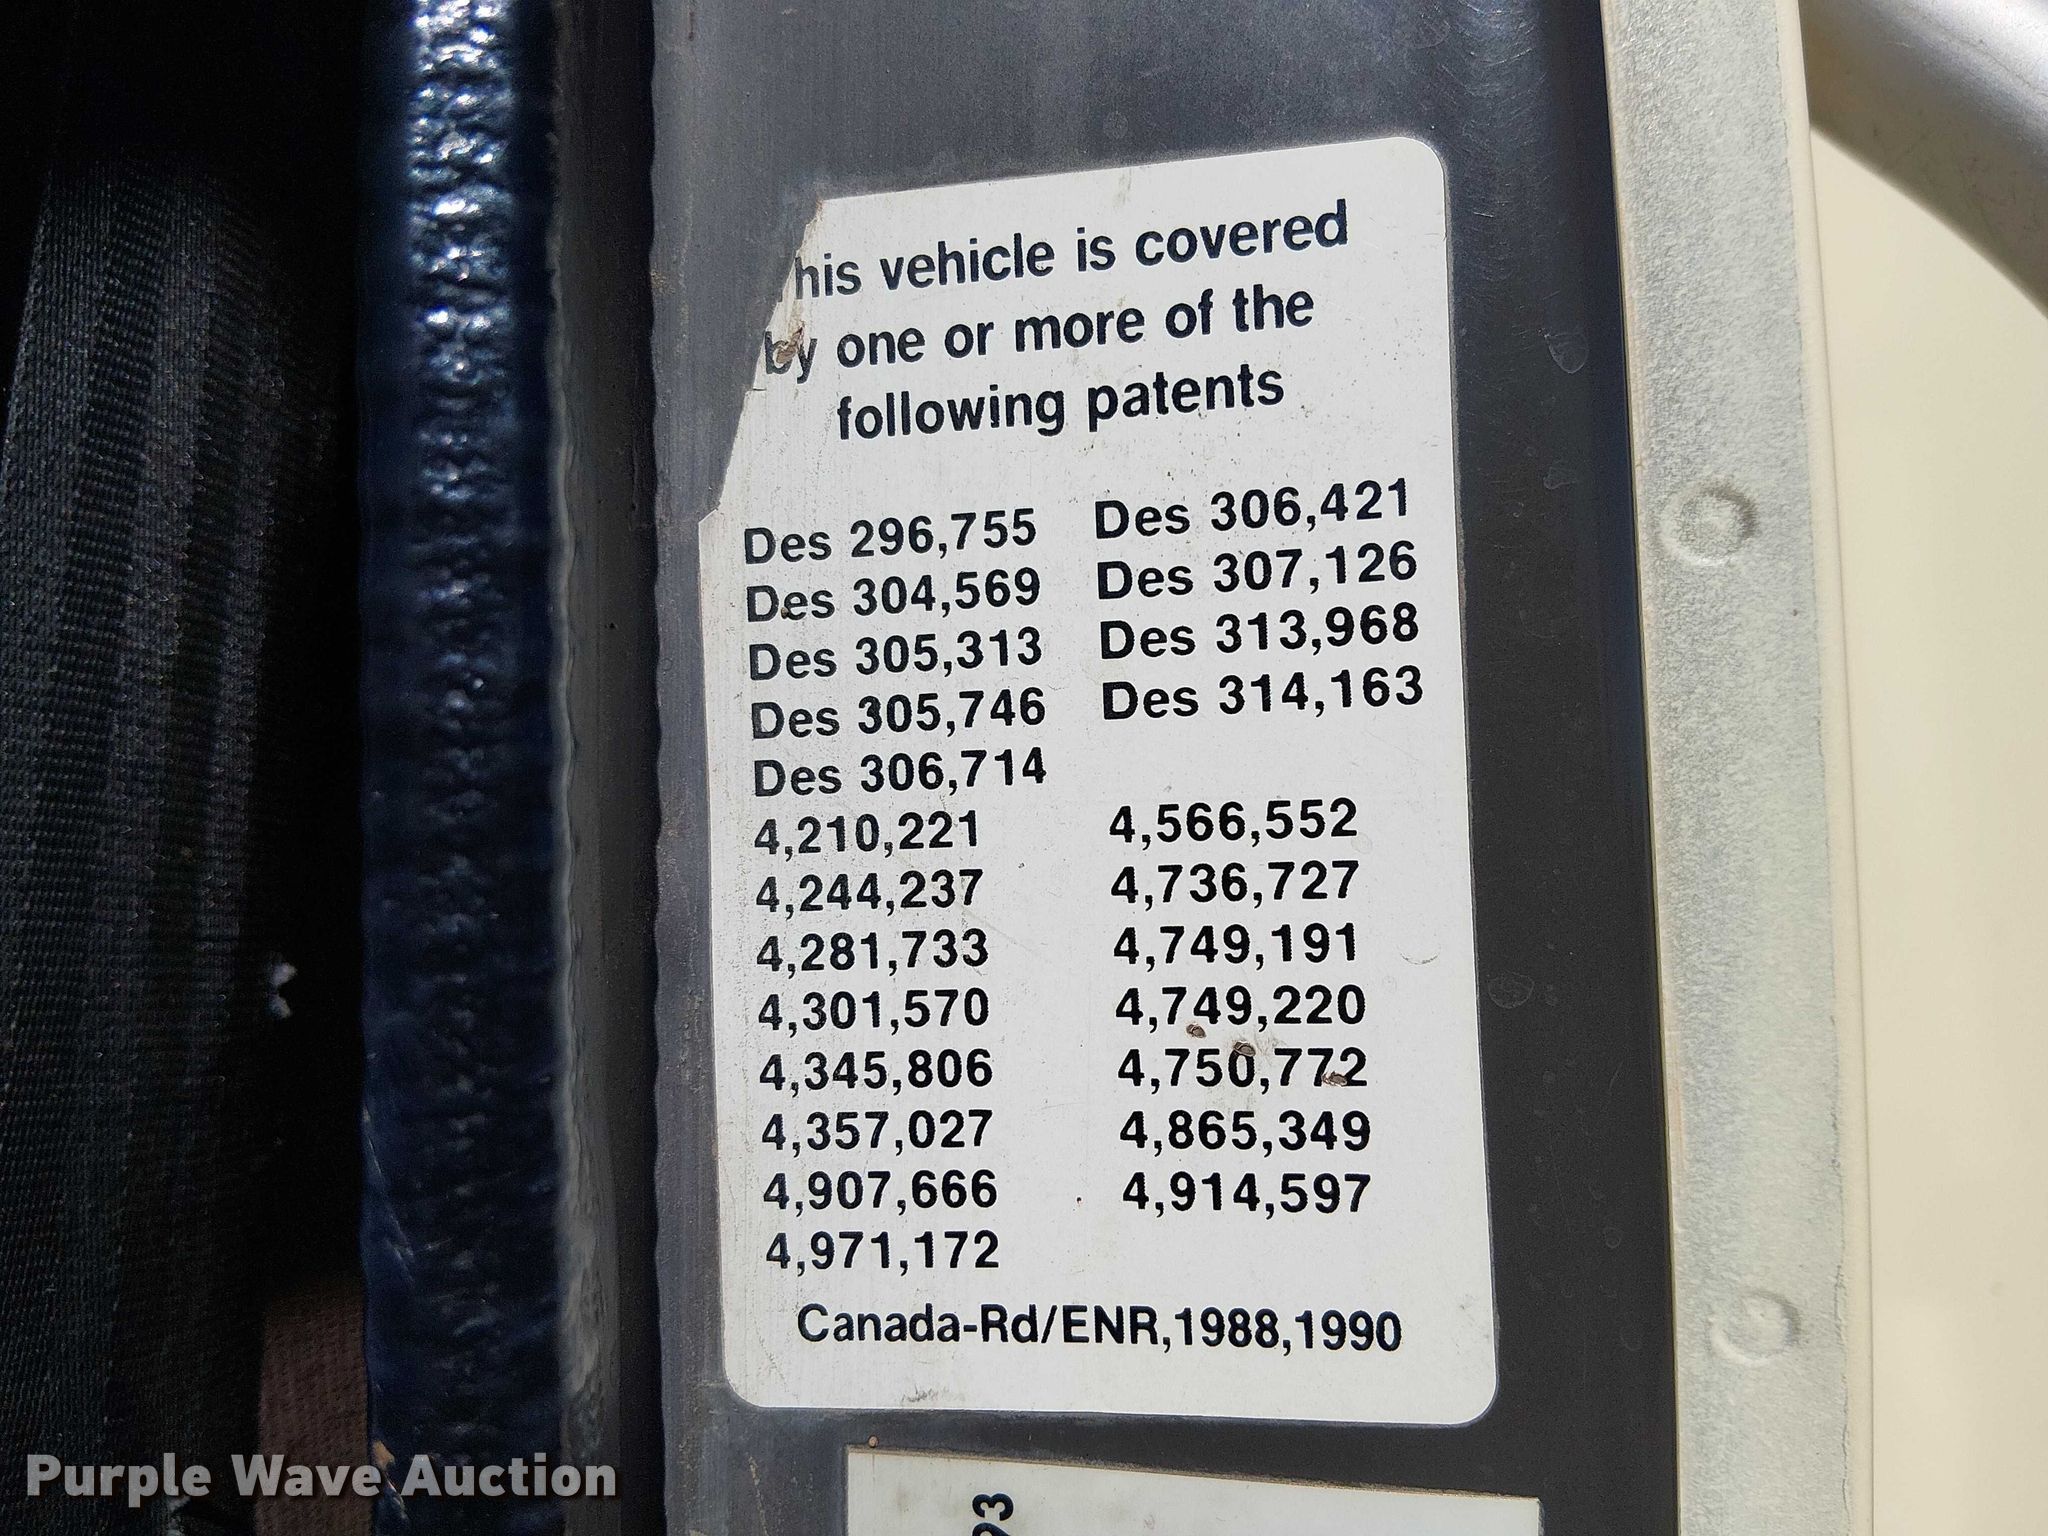 his vehicle is covered
by one or more of the
following patents
Des 296,755 Des 306,421
Des 304,569 Des 307,126
Des 305,313 Des 313,968
Des 305,746 Des 314,163
Des 306,714
4,210,221 4,566,552
4,244,237 4,736,727
4,281,733 4,749,191
4,301,570 4,749,220
4,345,806 4,750,772
4,357,027 4,865,349
4,907,666 4,914,597
4,971,172
Canada-Rd/ENR,1988,1990
93
Purple Wave Auction